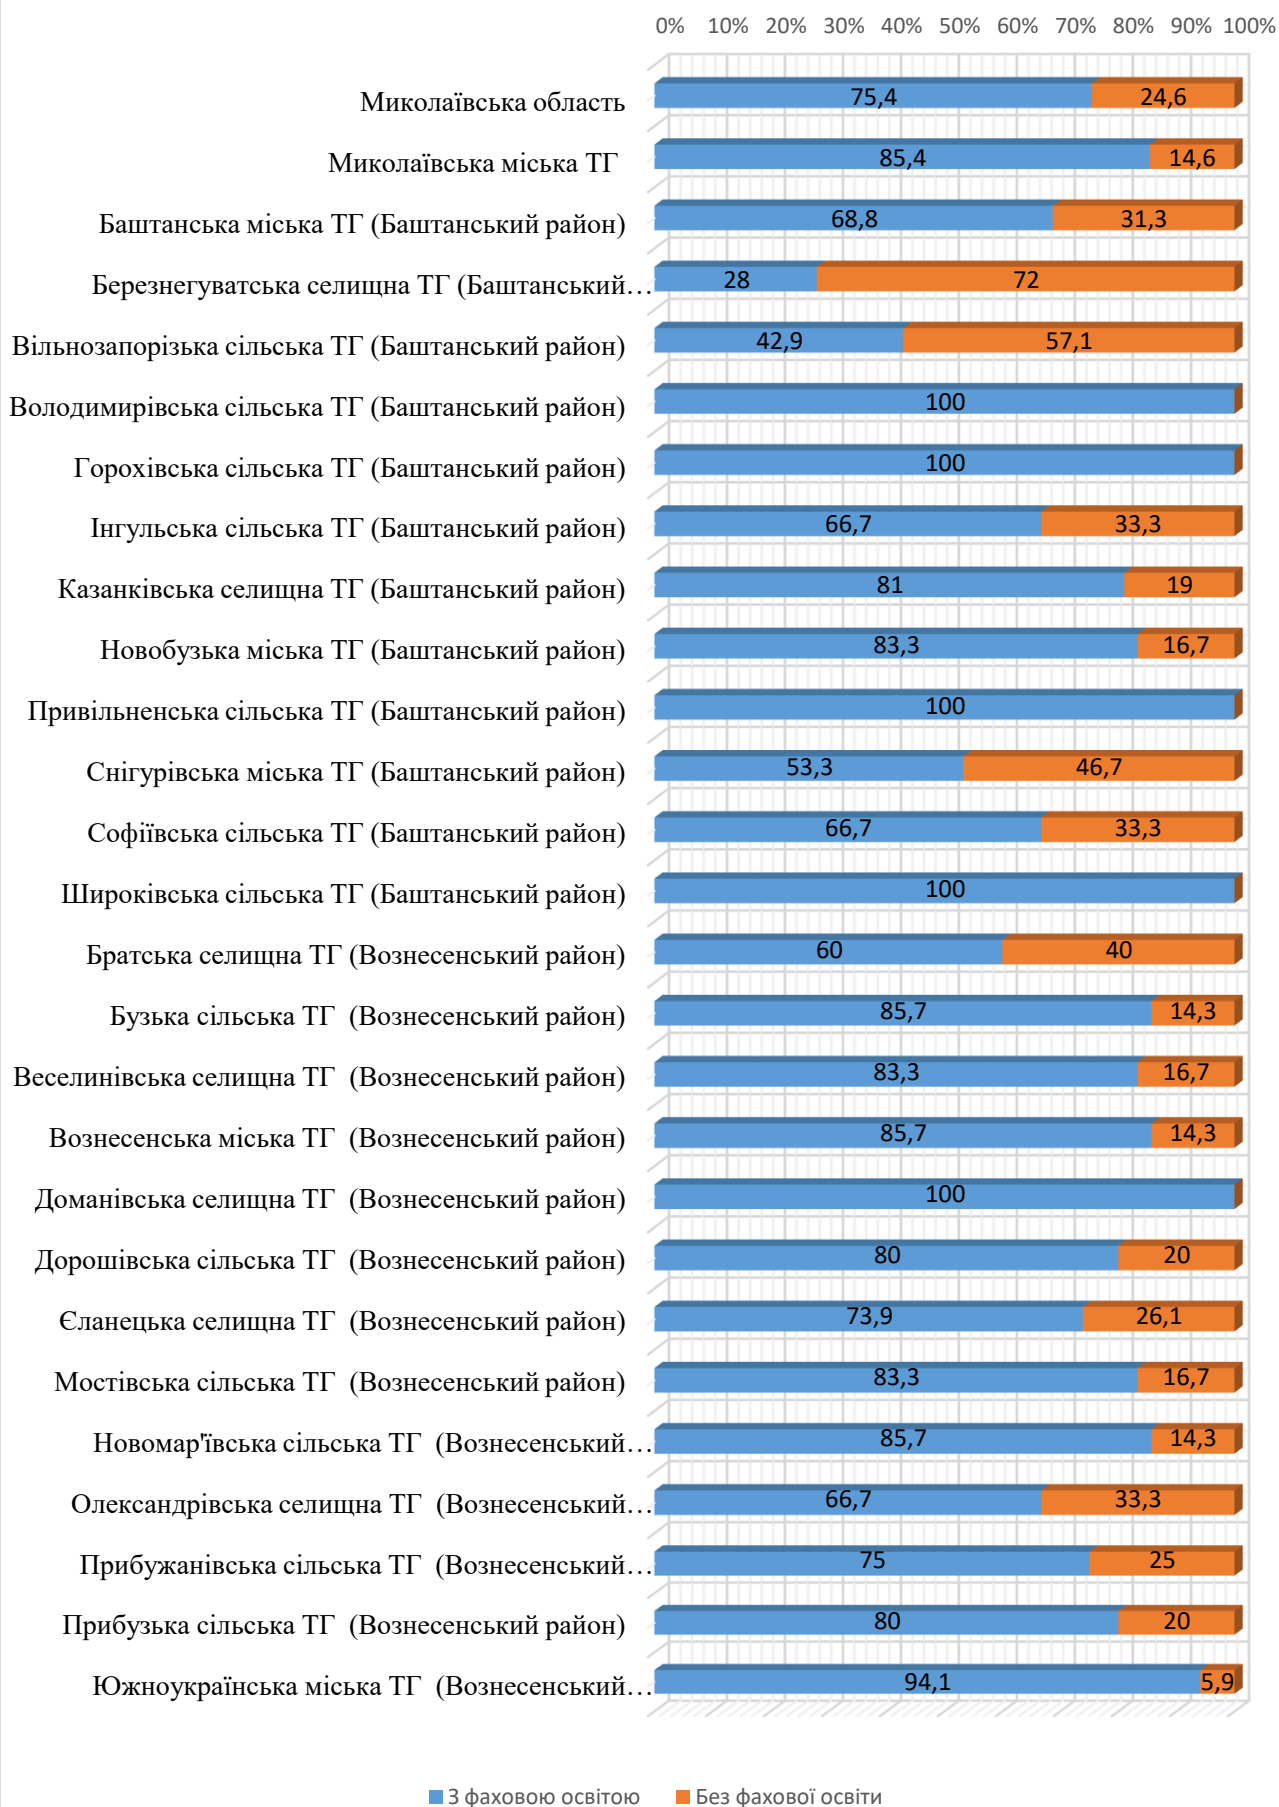 0% 10% 20% 30% 40% 50% 60% 70% 80% 90% 100%
Миколаївська область 75,4 24,6
Миколаївська міська ТГ 85,4 14,6
Баштанська міська ТГ (Баштанський район) 68,8 31,3
Березнегуватська селищна ТГ (Баштанський… 28 72
Вільнозапорізька сільська ТГ (Баштанський район) 42,9 57,1
Володимирівська сільська ТГ (Баштанський район) 100
Горохівська сільська ТГ (Баштанський район) 100
Інгульська сільська ТГ (Баштанський район) 66,7 33,3
Казанківська селищна ТГ (Баштанський район) 81 19
Новобузька міська ТГ (Баштанський район) 83,3 16,7
Привільненська сільська ТГ (Баштанський район) 100
Снігурівська міська ТГ (Баштанський район) 53,3 46,7
Софіївська сільська ТГ (Баштанський район) 66,7 33,3
Широківська сільська ТГ (Баштанський район) 100
Братська селищна ТГ (Вознесенський район) 60 40
Бузька сільська ТГ (Вознесенський район) 85,7 14,3
Веселинівська селищна ТГ (Вознесенський район) 83,3 16,7
Вознесенська міська ТГ (Вознесенський район) 85,7 14,3
Доманівська селищна ТГ (Вознесенський район) 100
Дорошівська сільська ТГ (Вознесенський район) 80 20
Єланецька селищна ТГ (Вознесенський район) 73,9 26,1
Мостівська сільська ТГ (Вознесенський район) 83,3 16,7
Новомар'ївська сільська ТГ (Вознесенський… 85,7 14,3
Олександрівська селищна ТГ (Вознесенський… 66,7 33,3
Прибужанівська сільська ТГ (Вознесенський… 75 25
Прибузька сільська ТГ (Вознесенський район) 80 20
Южноукраїнська міська ТГ (Вознесенський… 94,1 5,9
З фаховою освітою Без фахової освіти